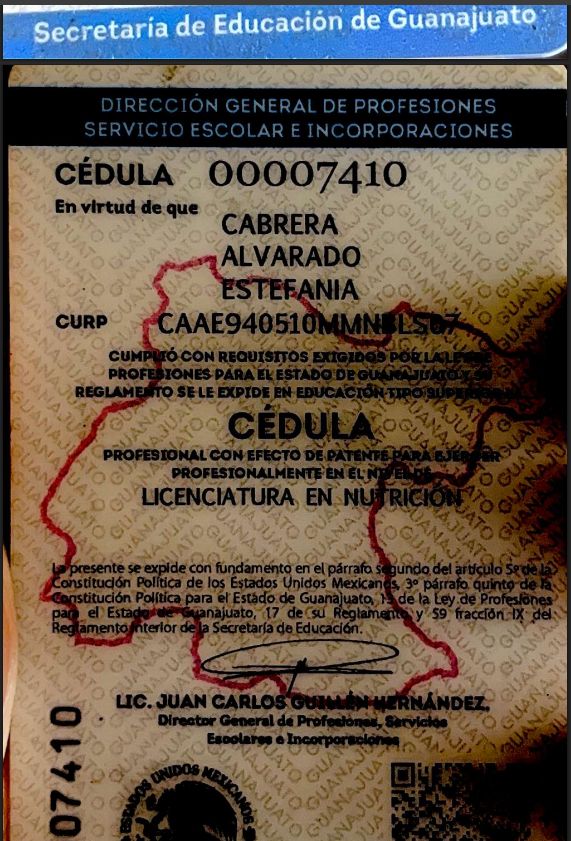 Secretaría de Educación de Guanajuato
DIRECCIÓN GENERAL DE PROFESIONES
SERVICIO ESCOLAR E INCORPORACIONES
CÉDULA 00007410
En virtud de que
CABRERA
ALVARADO
ESTEFANIA
CURP
CUMPLIÓ CON REQUISITOS EXIGIDOS POR LA LEY DE
PROFESIONES PARA EL ESTADO DE GUANAJUATO Y SU
REGLAMENTO SE LE EXPIDE EN EDUCACIÓN TIPO SUPERIOR LA
CÉDULA
PROFESIONAL CON EFECTO DE PATENTE PARA EJERCER
PROFESIONALMENTE EN EL NIVEL DE
LICENCIATURA EN NUTRICIÓN
La presente se expide con fundamento en el párrafo segundo del artículo 5º de la
Constitución Política de los Estados Unidos Mexicanos, 3º párrafo quinto de la
Constitución Política para el Estado de Guanajuato, de la Ley de Profesiones
para el Estado de Guanajuato, 17 de su Reglamento y 59 fracción IX del
Reglamento Interior de la Secretaría de Educación.
LIC. JUAN CARLOS GUILLÉN HERNÁNDEZ,
Director General de Profesiones, Servicios
Escolares e Incorporaciones
07410
ESTADOS UNIDOS MEXICANOS